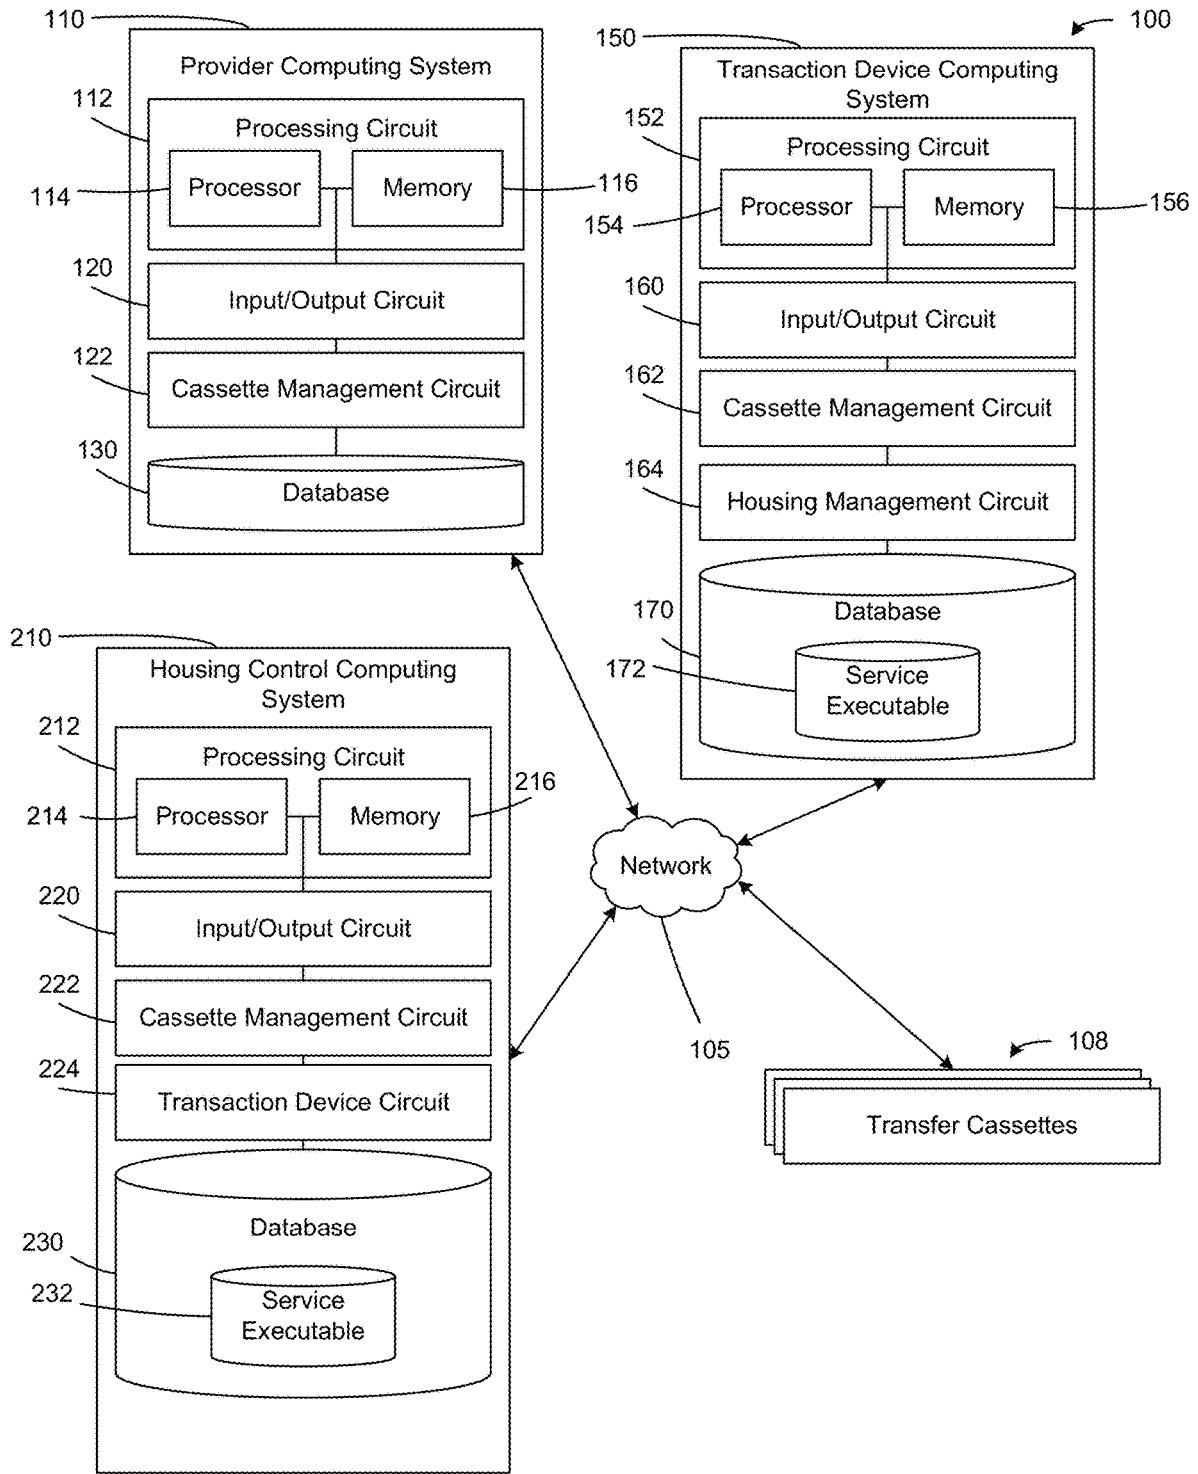 110
Provider Computing System
112
Processing Circuit
114
Processor
Memory
116
120
Input/Output Circuit
122
Cassette Management Circuit
130
Database
100
150
Transaction Device Computing
System
152
Processing Circuit
154
Processor
Memory
156
160
Input/Output Circuit
162
Cassette Management Circuit
164
Housing Management Circuit
170
Database
172
Service
Executable
210
Housing Control Computing
System
212
Processing Circuit
214
Processor
Memory
216
220
Input/Output Circuit
222
Cassette Management Circuit
224
Transaction Device Circuit
230
Database
232
Service
Executable
Network
105
108
Transfer Cassettes